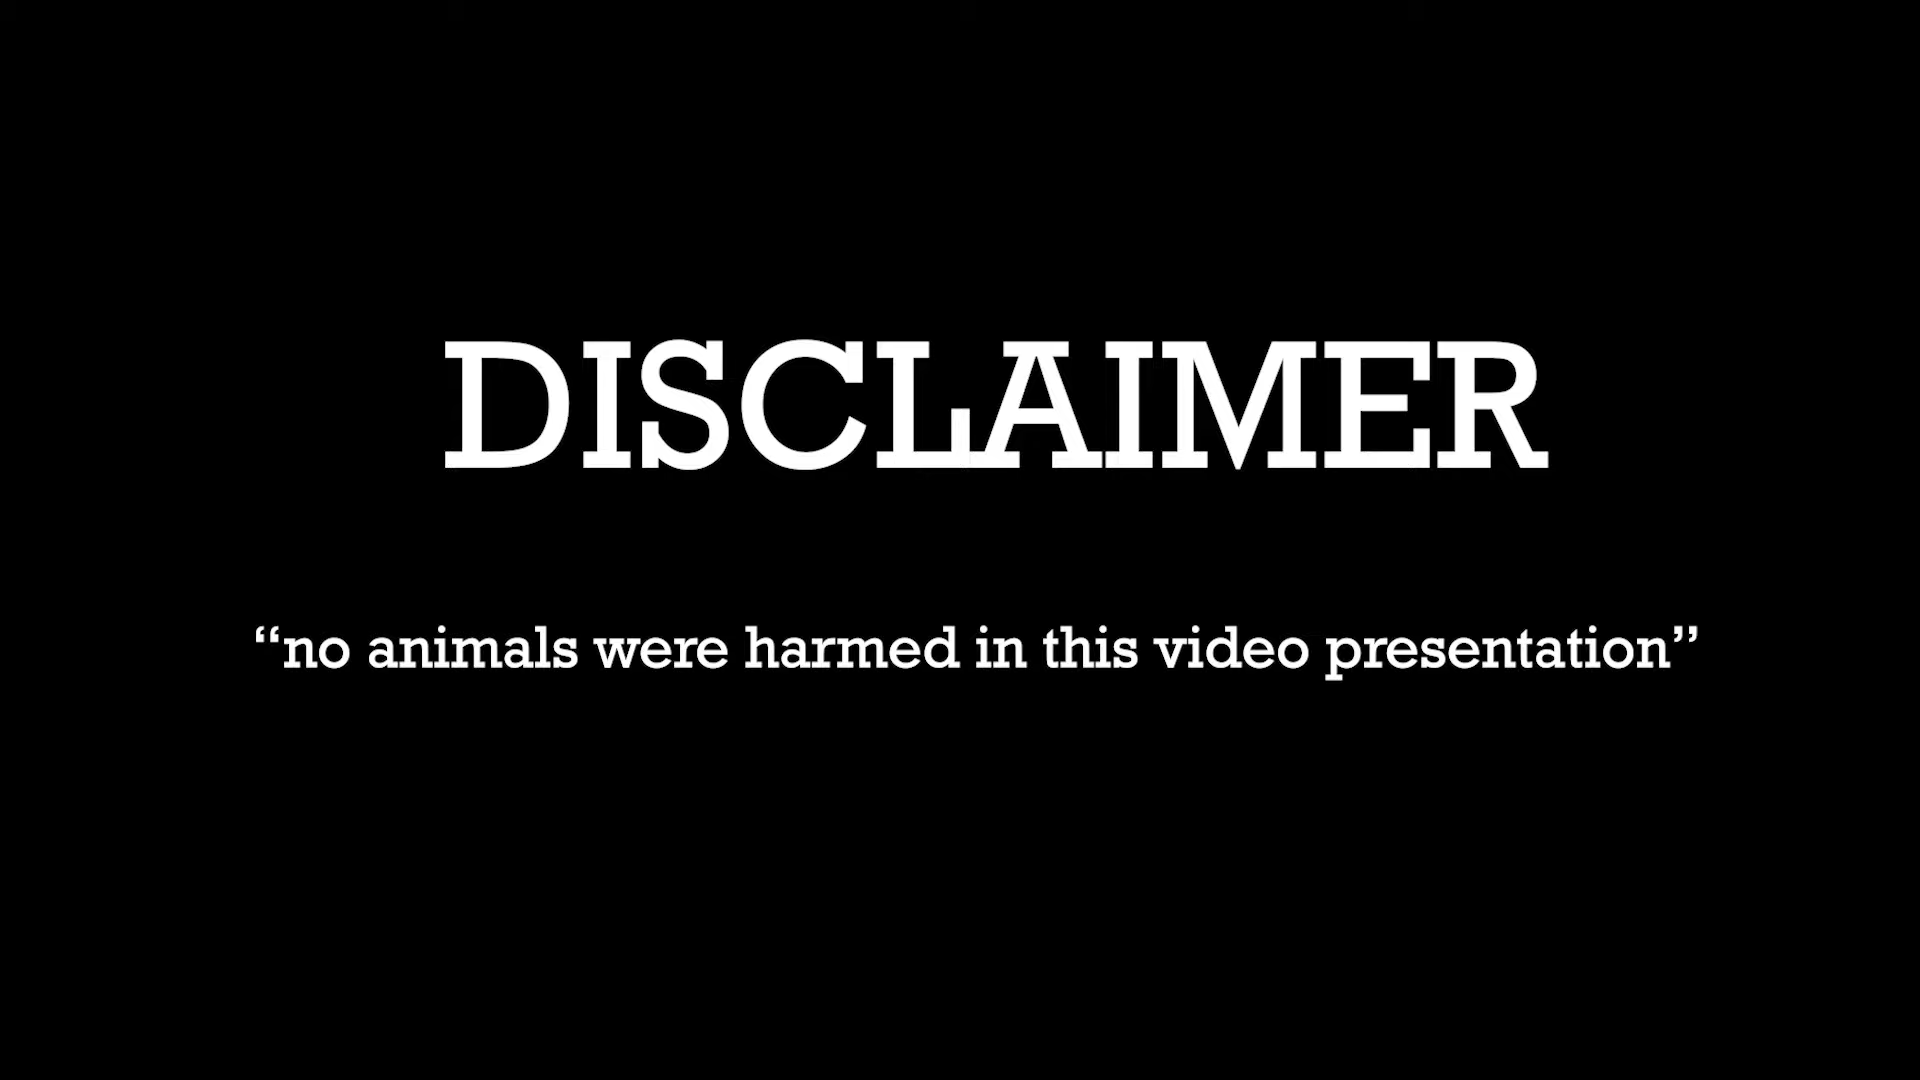 DISCLAIMER
“no animals were harmed in this video presentation”